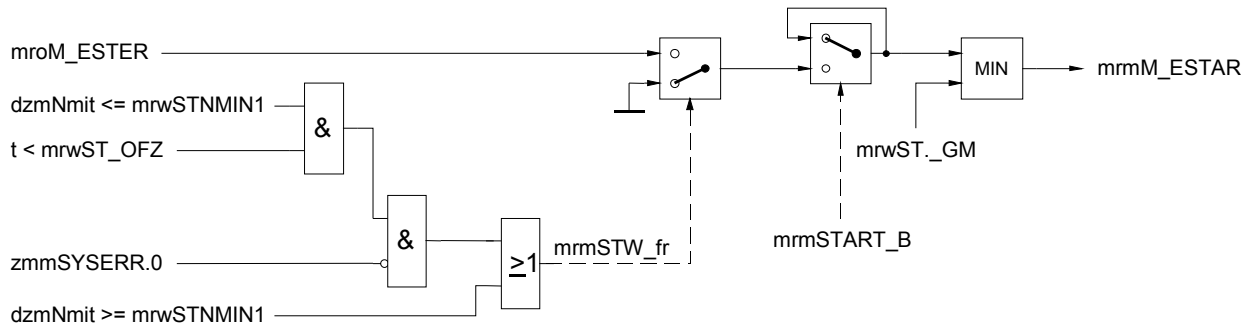 mroM_ESTER
MIN
mrmM_ESTAR
dzmNmit <= mrwSTNMIN1
&
t < mrwST_OFZ
mrwST._GM
&
mrmSTART_B
mrmSTW_fr
zmmSYSERR.0
≥1
dzmNmit >= mrwSTNMIN1